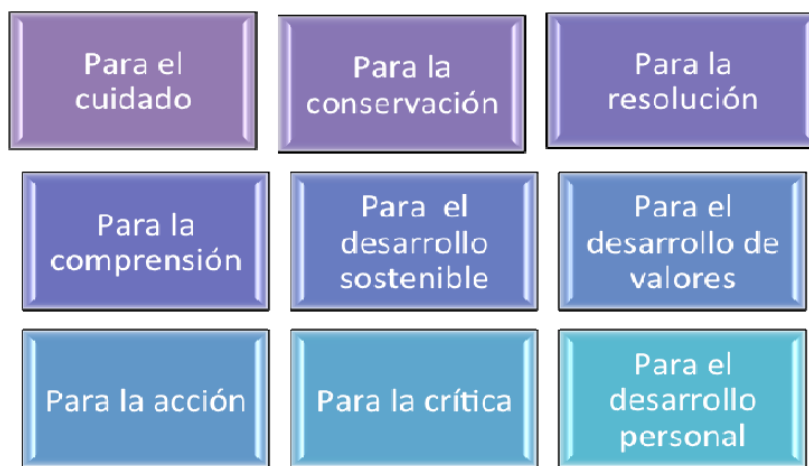 Para el
cuidado
Para la
conservación
Para la
resolución
Para la
comprensión
Para el
desarrollo
sostenible
Para el
desarrollo de
valores
Para la acción
Para la crítica
Para el
desarrollo
personal